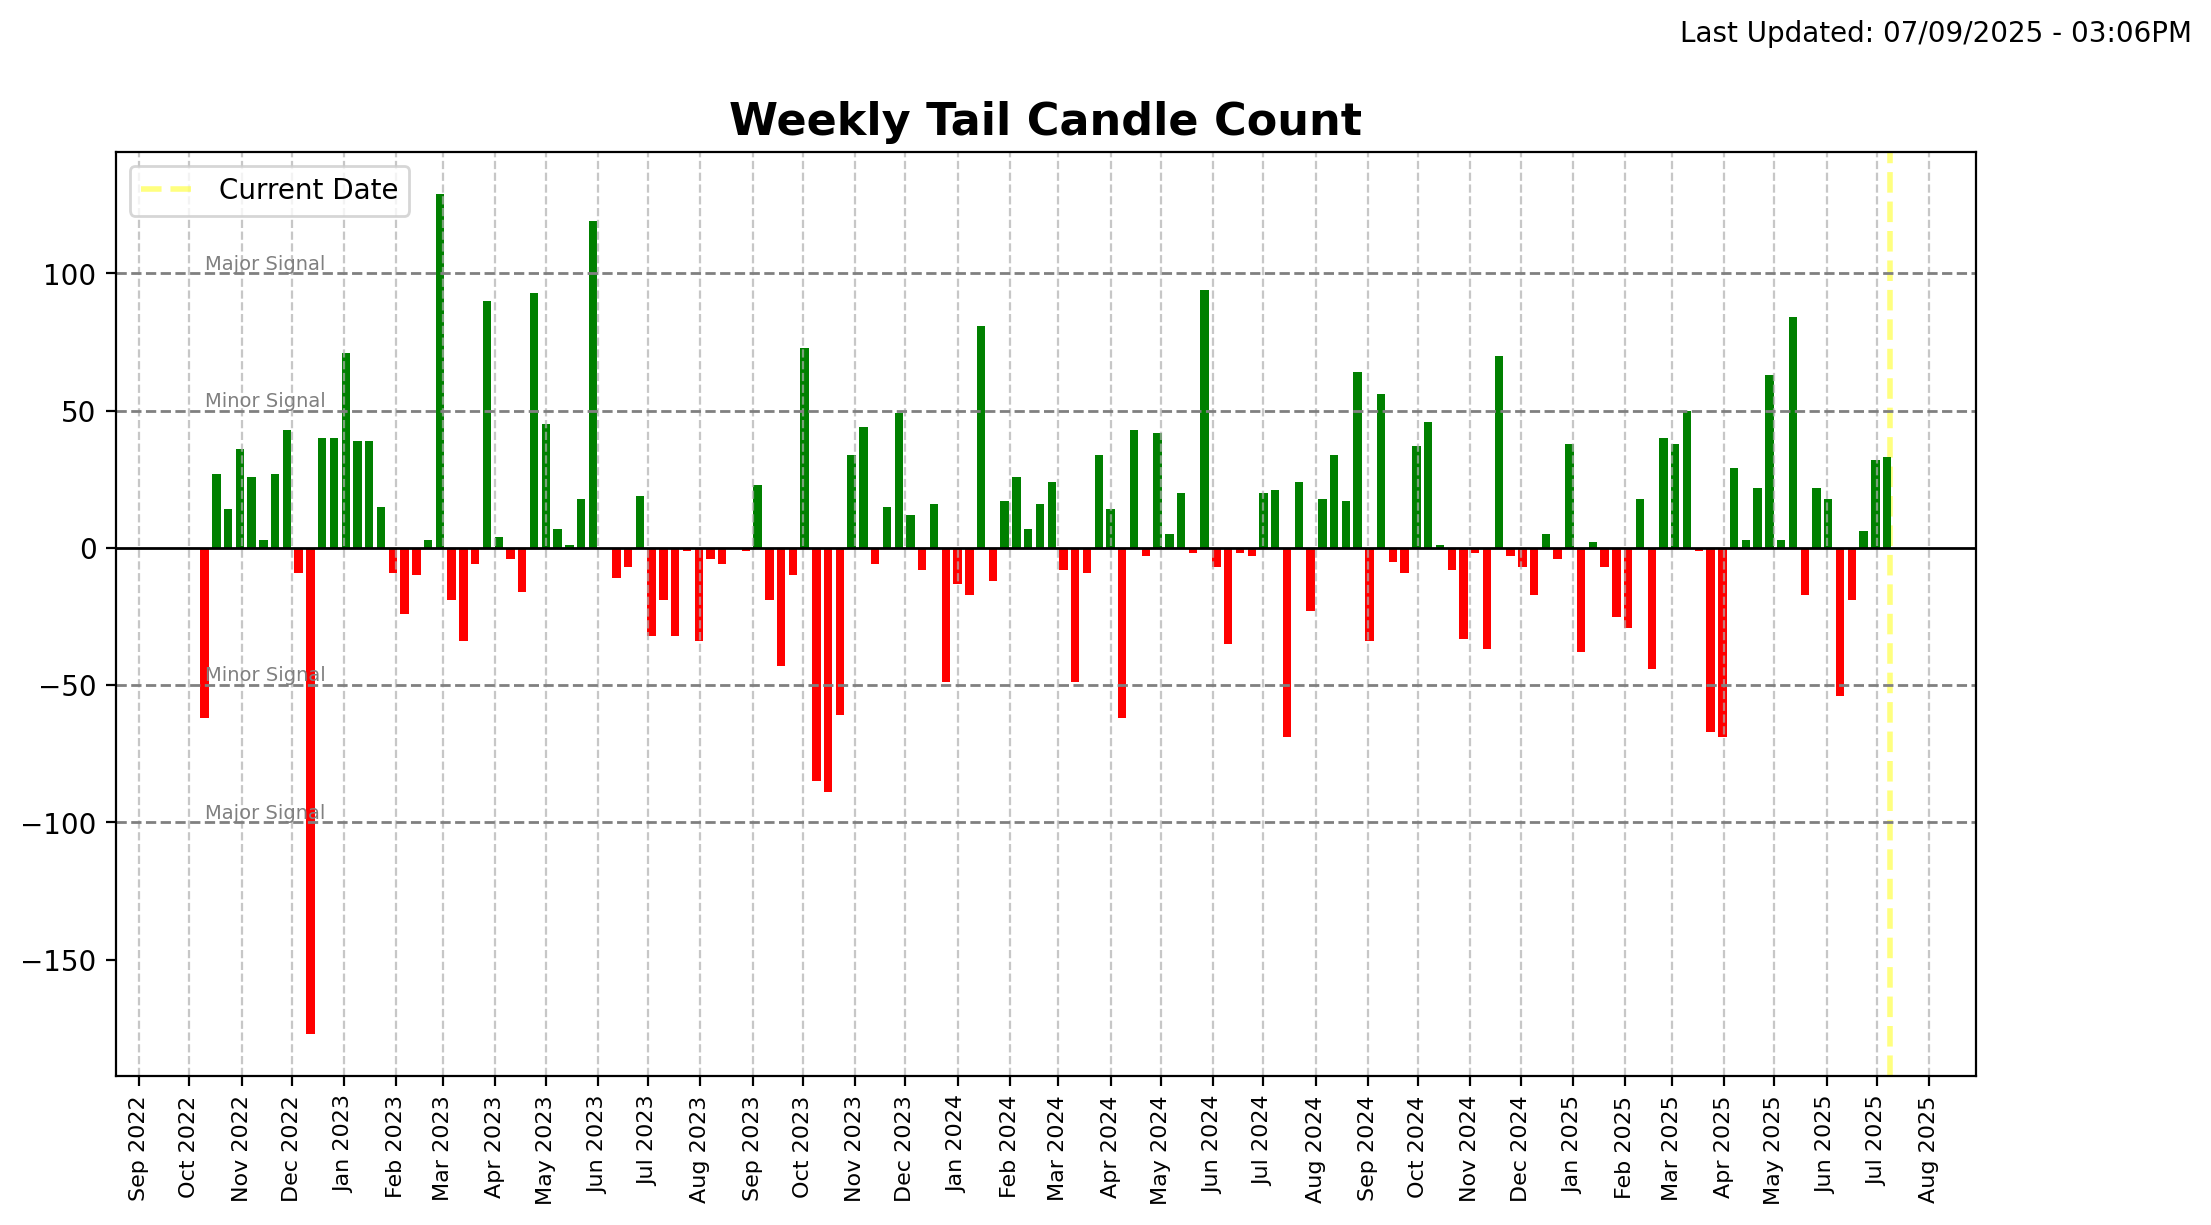 Last Updated: 07/09/2025 - 03:06PM
Weekly Tail Candle Count
Current Date
Major Signal
Minor Signal
Minor Signal
Major Signal
100
50
0
−50
−100
−150
Sep 2022
Oct 2022
Nov 2022
Dec 2022
Jan 2023
Feb 2023
Mar 2023
Apr 2023
May 2023
Jun 2023
Jul 2023
Aug 2023
Sep 2023
Oct 2023
Nov 2023
Dec 2023
Jan 2024
Feb 2024
Mar 2024
Apr 2024
May 2024
Jun 2024
Jul 2024
Aug 2024
Sep 2024
Oct 2024
Nov 2024
Dec 2024
Jan 2025
Feb 2025
Mar 2025
Apr 2025
May 2025
Jun 2025
Jul 2025
Aug 2025